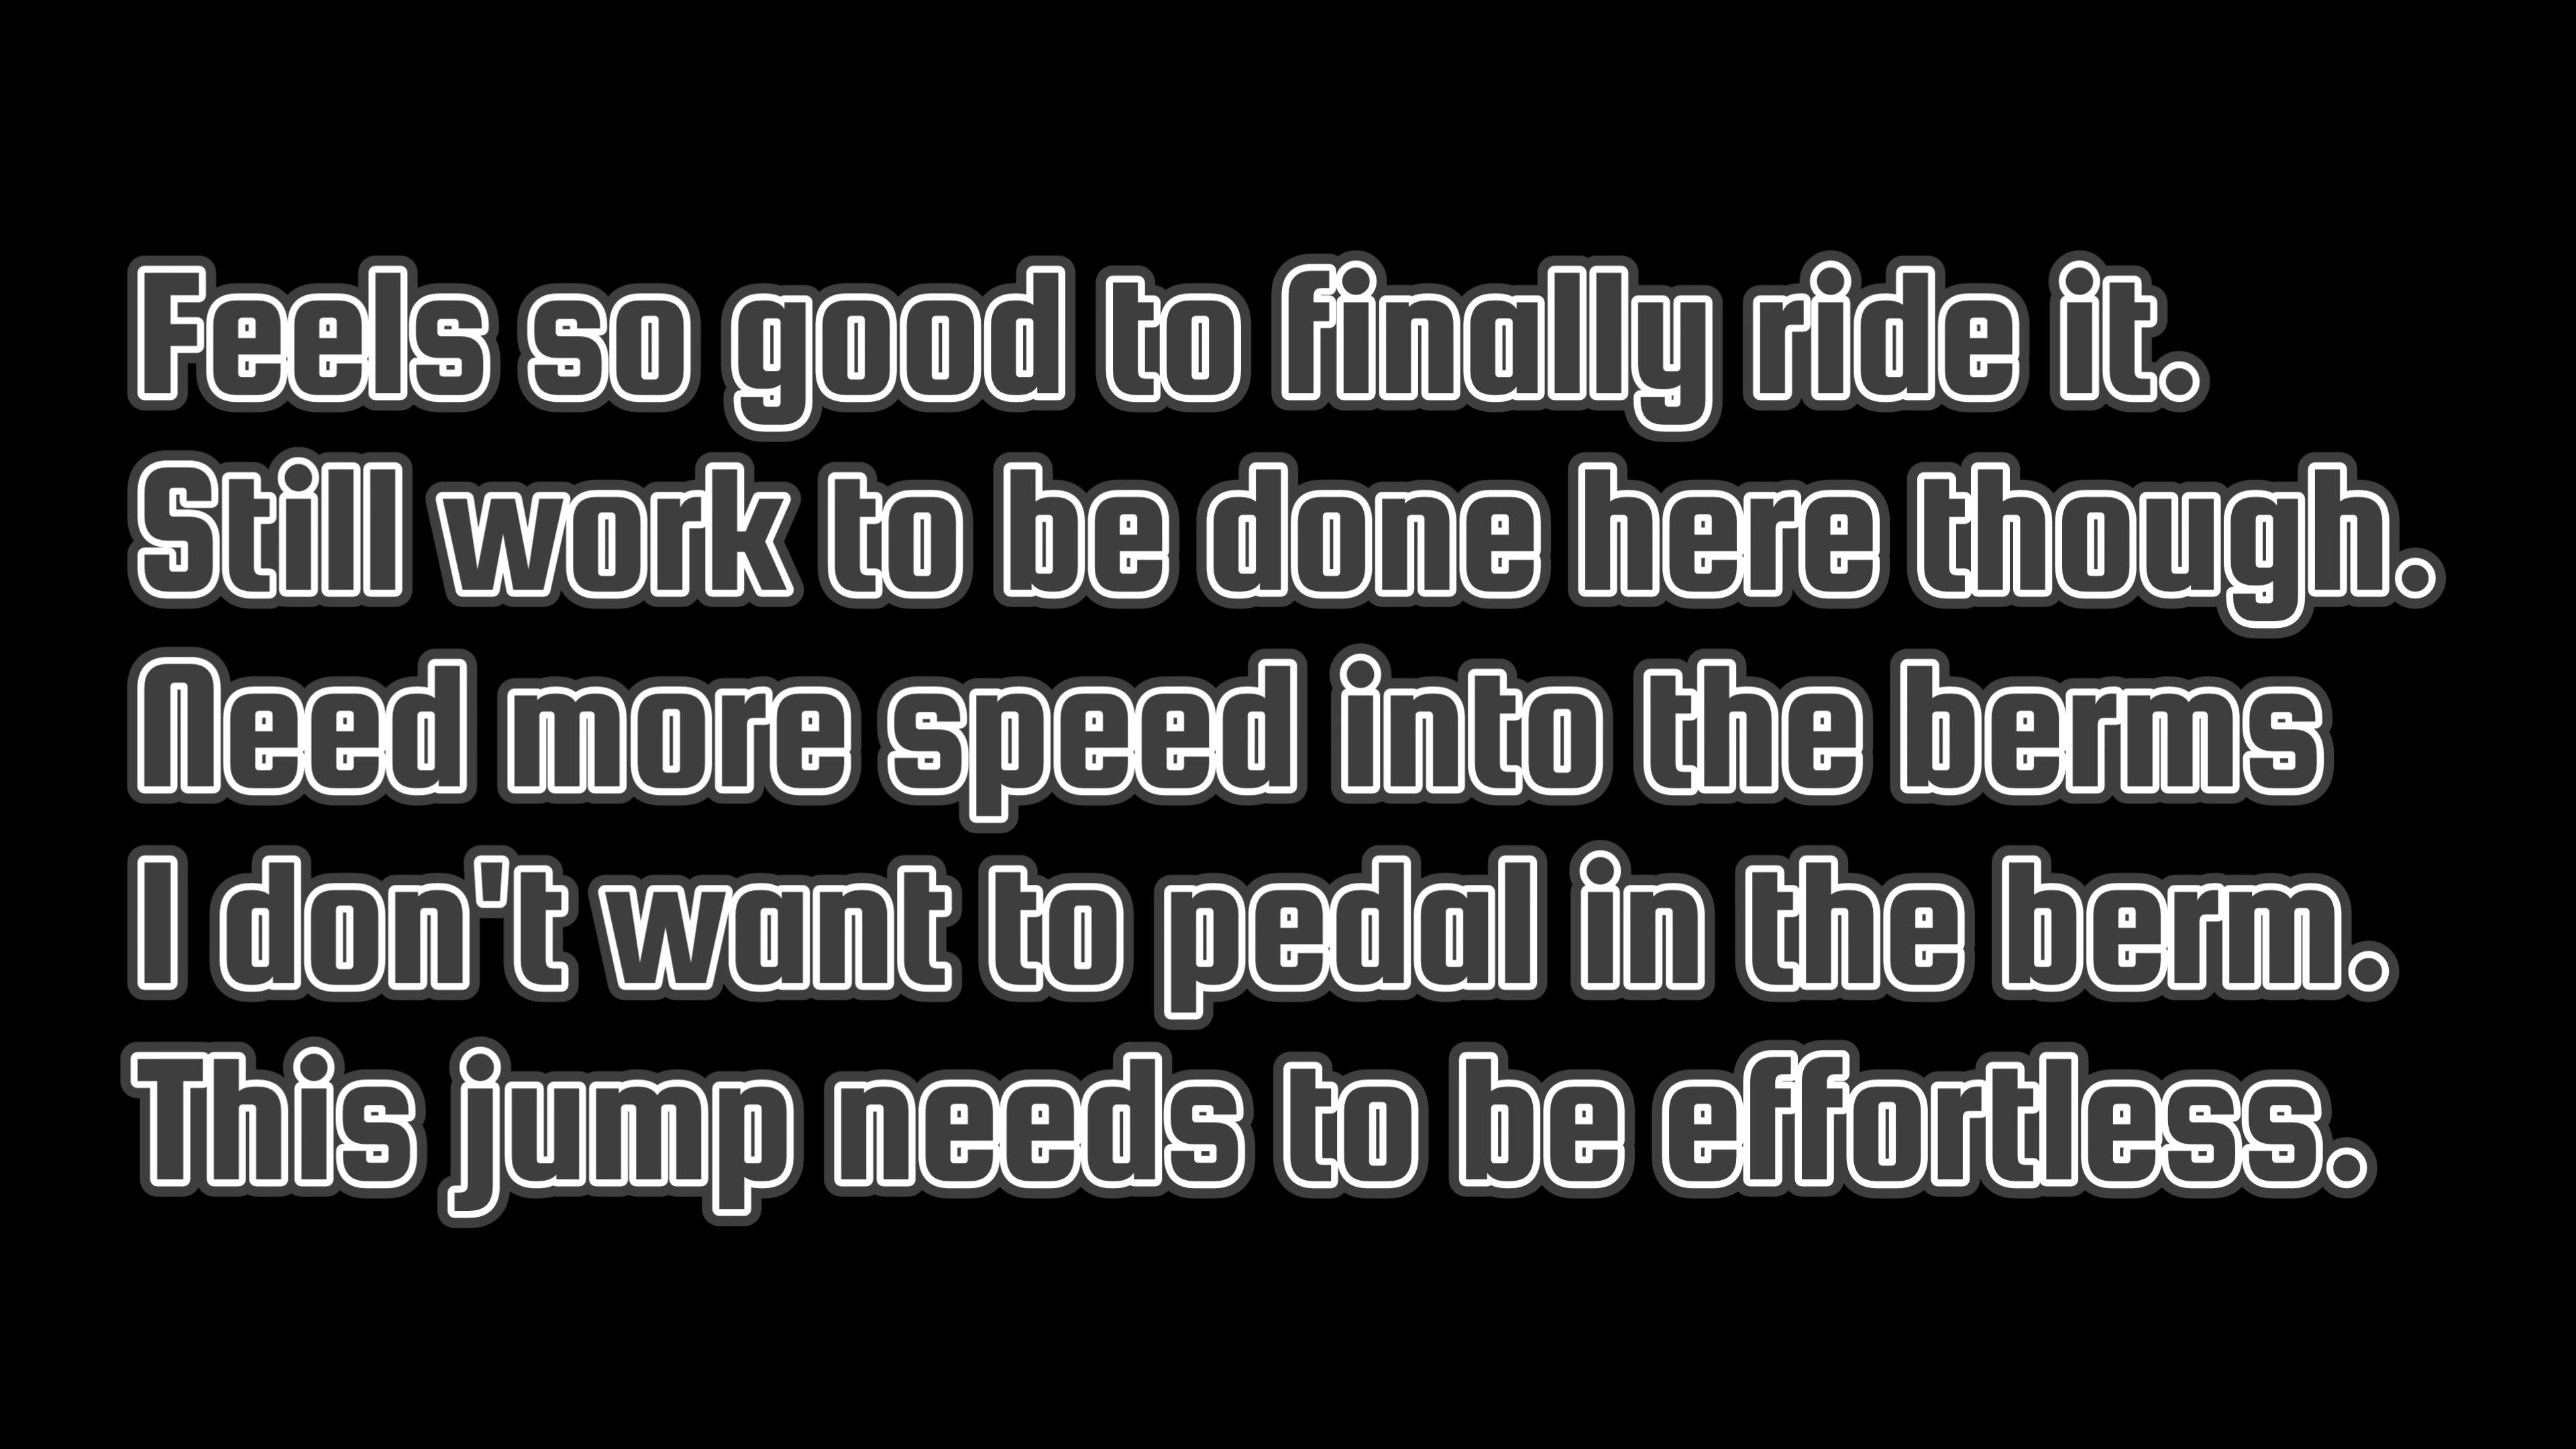 Feels so good to finally ride it.
Still work to be done here though.
Need more speed into the berms
I don't want to pedal in the berm.
This jump needs to be effortless.